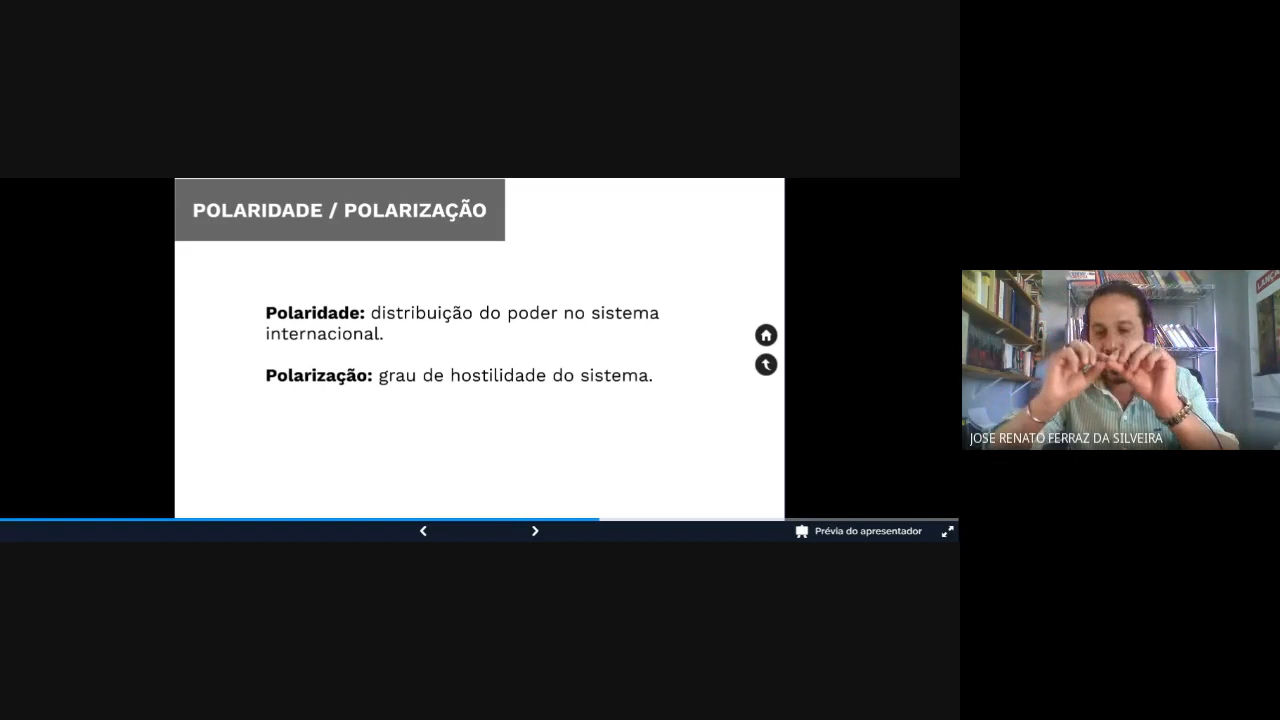 POLARIDADE / POLARIZAÇÃO
Polaridade: distribuição do poder no sistema
internacional.
Polarização: grau de hostilidade do sistema.
Prévia do apresentador
JOSE RENATO FERRAZ DA SILVEIRA